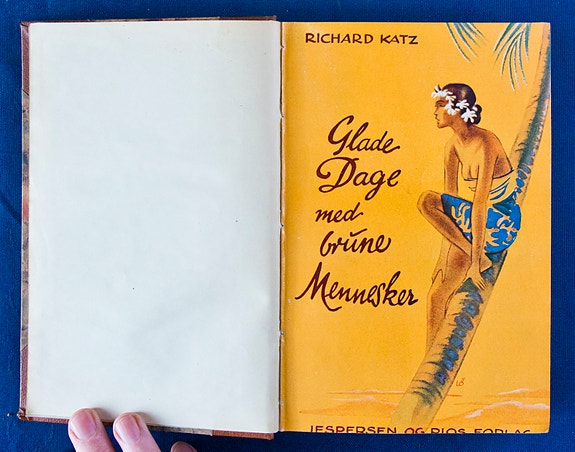 RICHARD KATZ
Glade
Dage
med
brune
Mennesker
JESPERSEN OG PIOS FORLAG